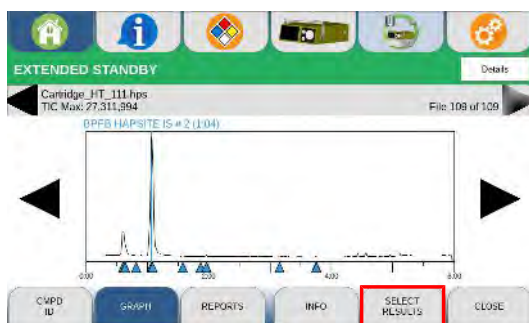 EXTENDED STANDBY
Details
Cartridge_HT_111.hps
TIC Max: 27,311,994
File 109 of 109
BPFB HAPSITE IS # 2 (1:04)
0:00 2:00 4:00 6:00
CMPD
ID
GRAPH
REPORTS
INFO
SELECT
RESULTS
CLOSE